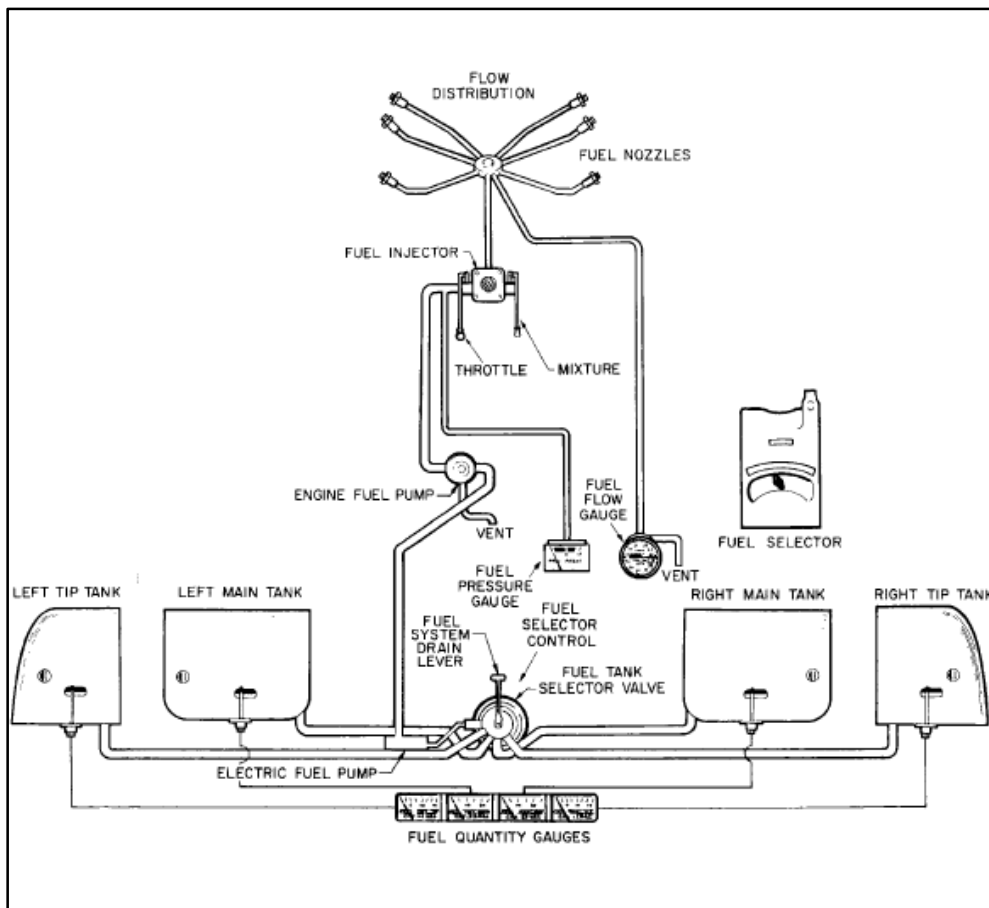 FLOW
DISTRIBUTION
FUEL NOZZLES
FUEL INJECTOR
THROTTLE
MIXTURE
ENGINE FUEL PUMP
VENT
FUEL
FLOW
GAUGE
FUEL SELECTOR
VENT
FUEL
PRESSURE
GAUGE
LEFT TIP TANK
LEFT MAIN TANK
RIGHT MAIN TANK
RIGHT TIP TANK
FUEL
SYSTEM
DRAIN
LEVER
FUEL
SELECTOR
CONTROL
FUEL TANK
SELECTOR VALVE
ELECTRIC FUEL PUMP
FUEL QUANTITY GAUGES